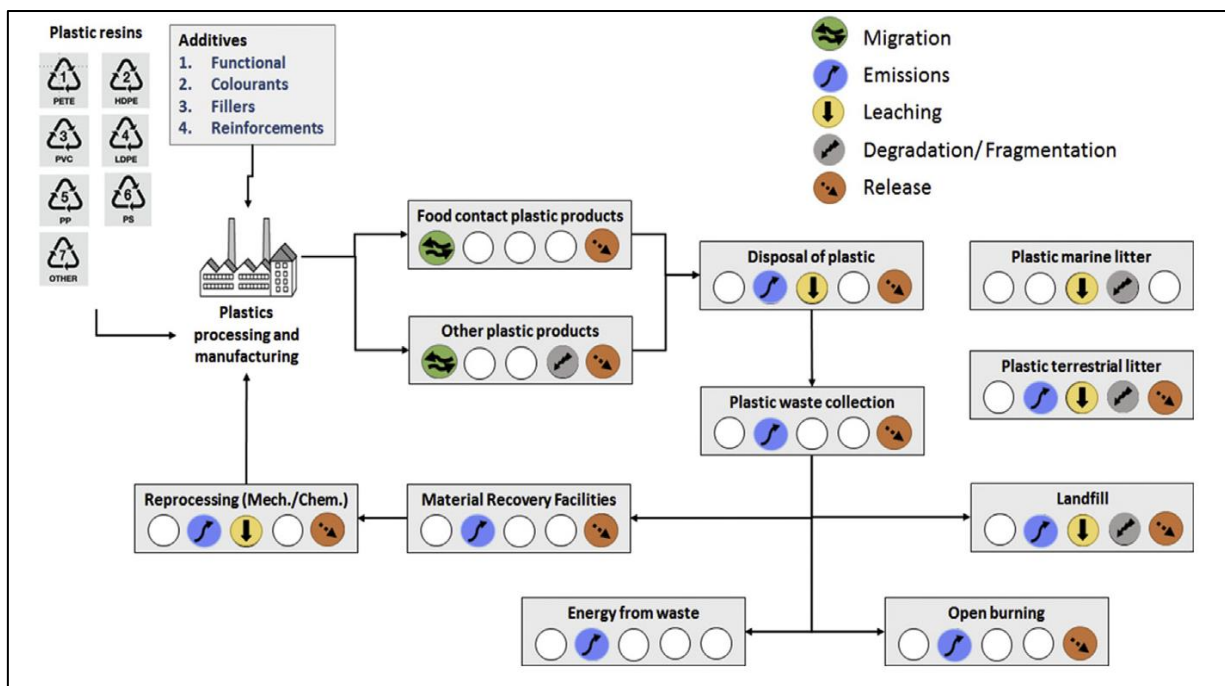 Plastic resins
1
PETE
2
HDPE
3
PVC
4
LDPE
5
PP
6
PS
7
OTHER
Additives
1. Functional
2. Colourants
3. Fillers
4. Reinforcements
Migration
Emissions
Leaching
Degradation/ Fragmentation
Release
Plastics
processing and
manufacturing
Food contact plastic products
Other plastic products
Disposal of plastic
Plastic marine litter
Plastic terrestrial litter
Plastic waste collection
Reprocessing (Mech./Chem.)
Material Recovery Facilities
Landfill
Energy from waste
Open burning